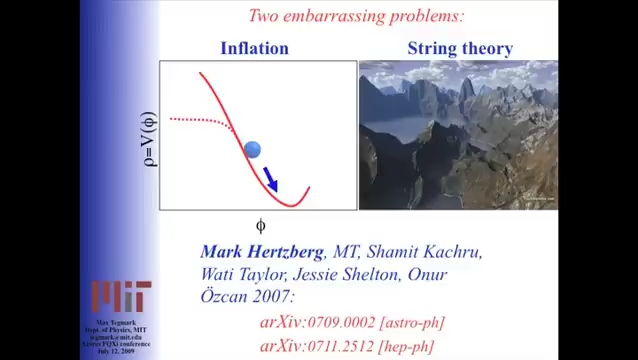 Two embarrassing problems:
Inflation
String theory
ρ=V(ϕ)
ϕ
Mark Hertzberg, MT, Shamit Kachru,
Wati Taylor, Jessie Shelton, Onur
Özcan 2007:
arXiv:0709.0002 [astro-ph]
arXiv:0711.2512 [hep-ph]
MIT
Max Tegmark
Dept. of Physics, MIT
tegmark@mit.edu
FQXi conference
July 12, 2009